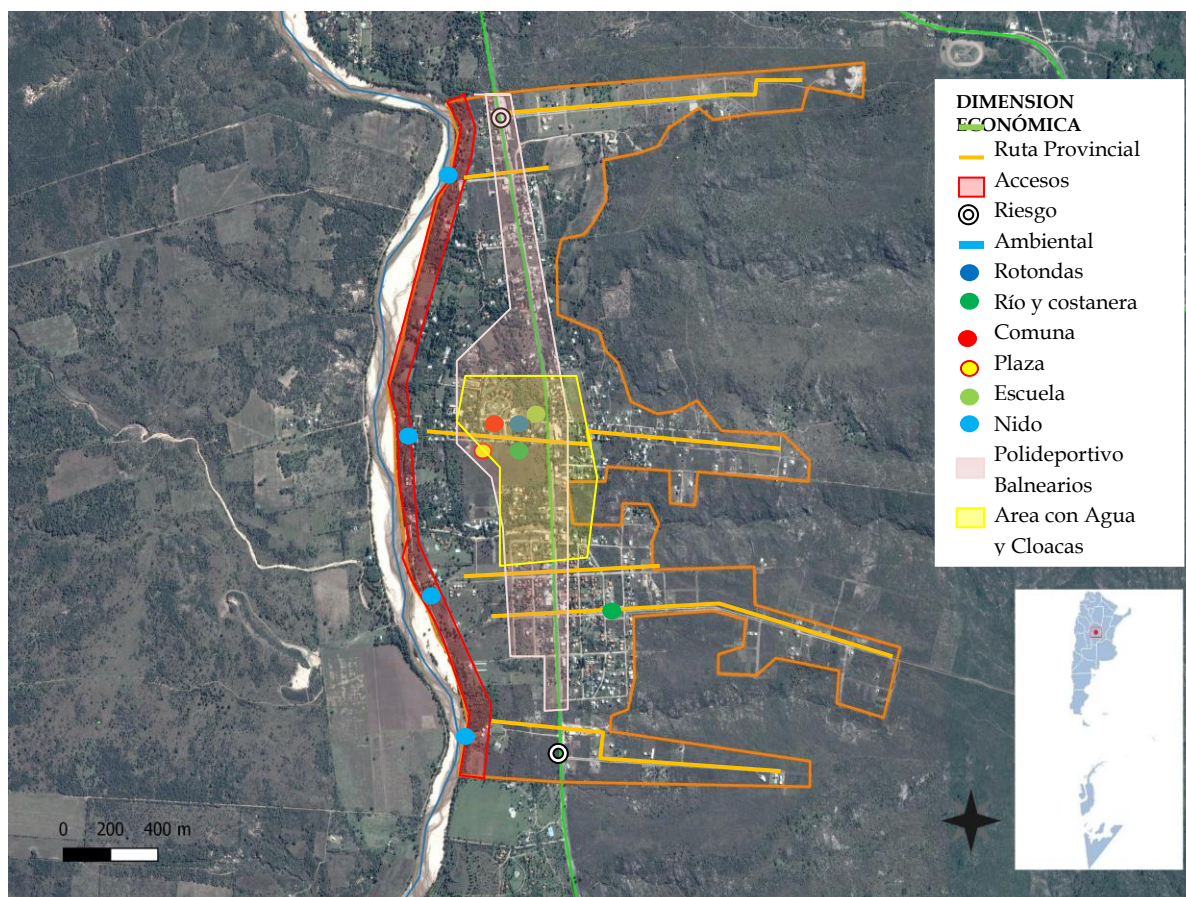 DIMENSION
ECONÓMICA
Ruta Provincial
Accesos
Riesgo
Ambiental
Rotondas
Río y costanera
Comuna
Plaza
Escuela
Nido
Polideportivo
Balnearios
Area con Agua
y Cloacas
0 200 400 m